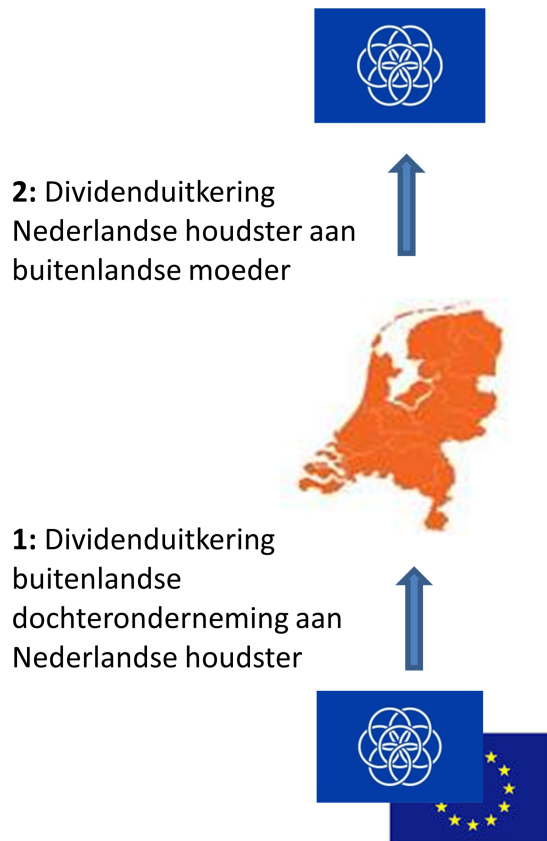 2: Dividenduitkering
Nederlandse houdster aan
buitenlandse moeder
1: Dividenduitkering
buitenlandse
dochteronderneming aan
Nederlandse houdster